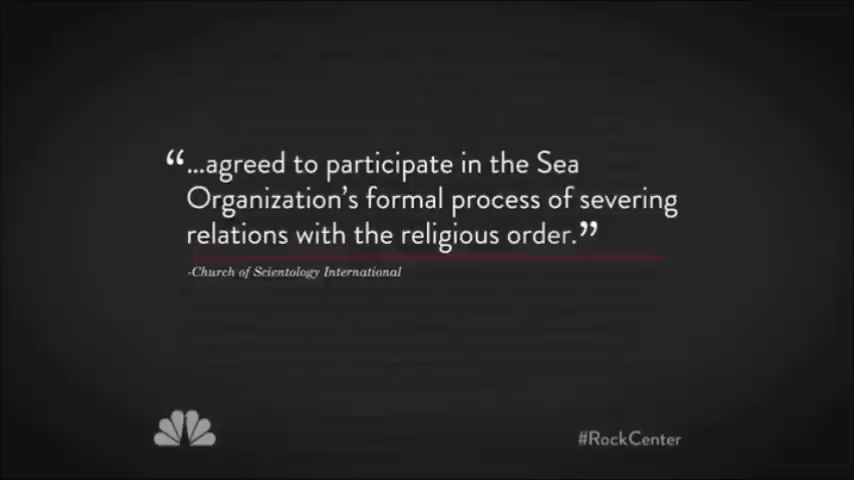 “...agreed to participate in the Sea
Organization’s formal process of severing
relations with the religious order.”
-Church of Scientology International
#RockCenter